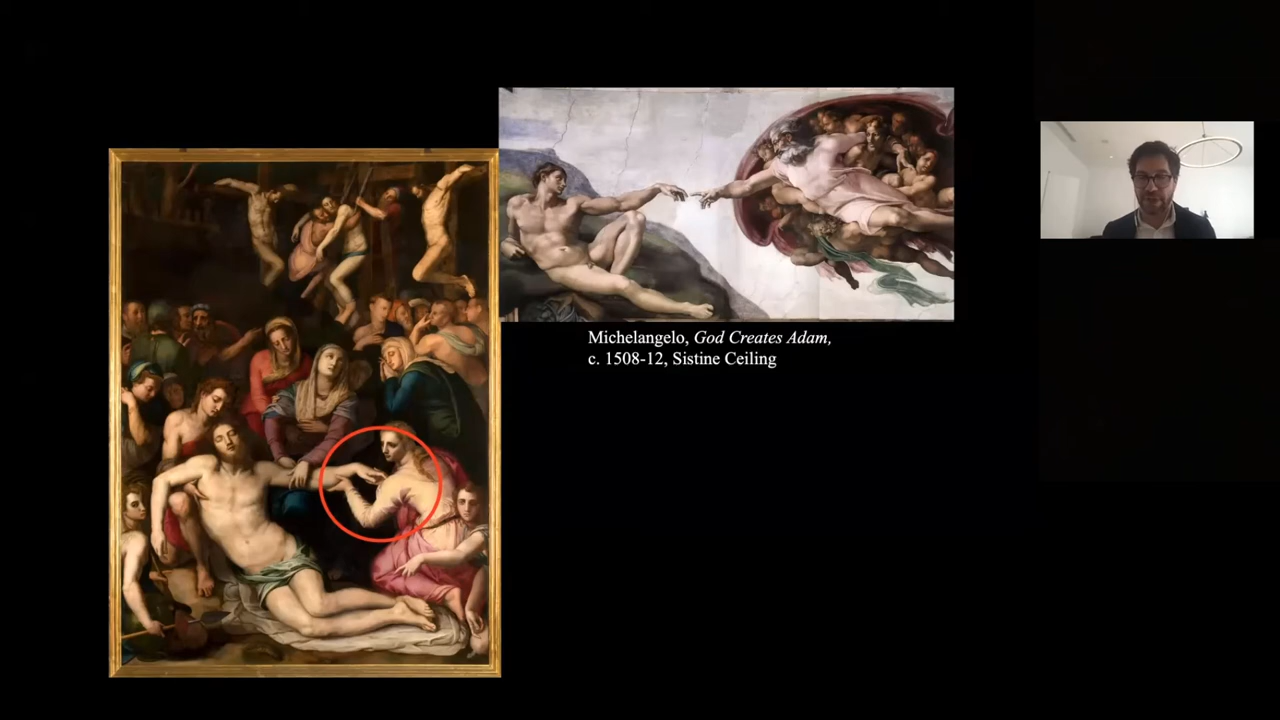 Michelangelo, God Creates Adam,
c. 1508-12, Sistine Ceiling